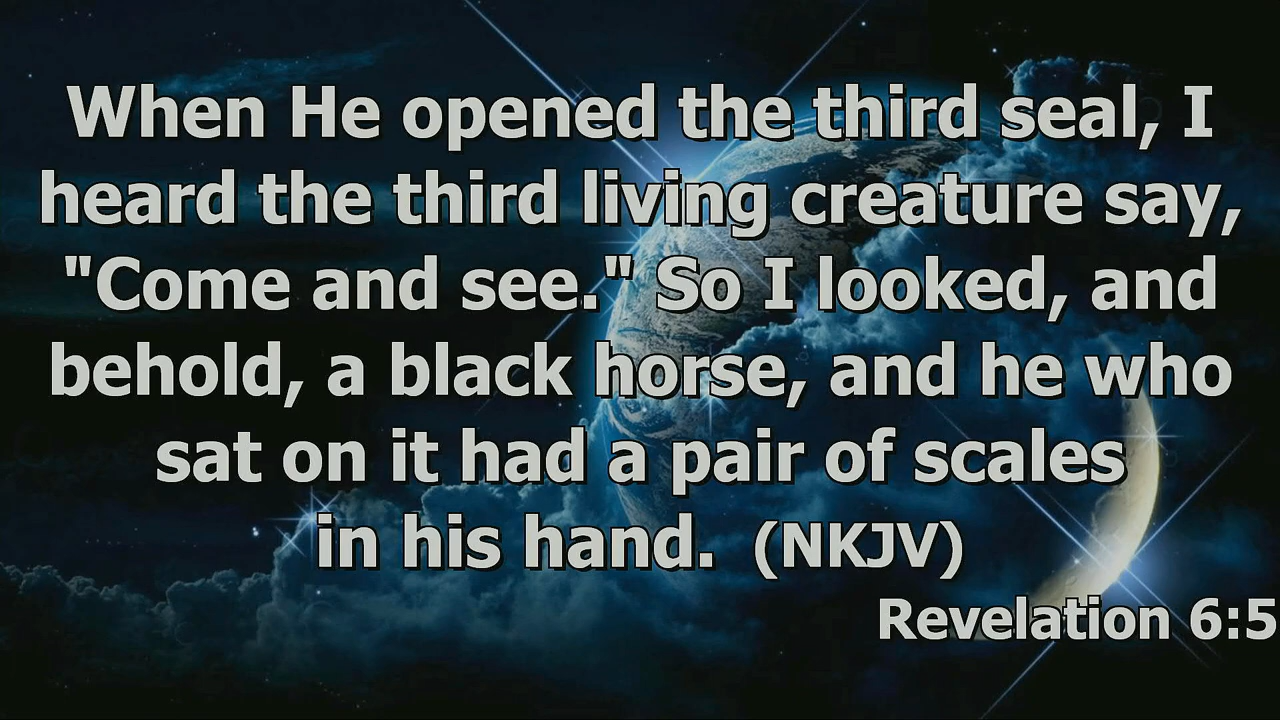 When He opened the third seal, I
heard the third living creature say,
"Come and see." So I looked, and
behold, a black horse, and he who
sat on it had a pair of scales
in his hand. (NKJV)
Revelation 6:5